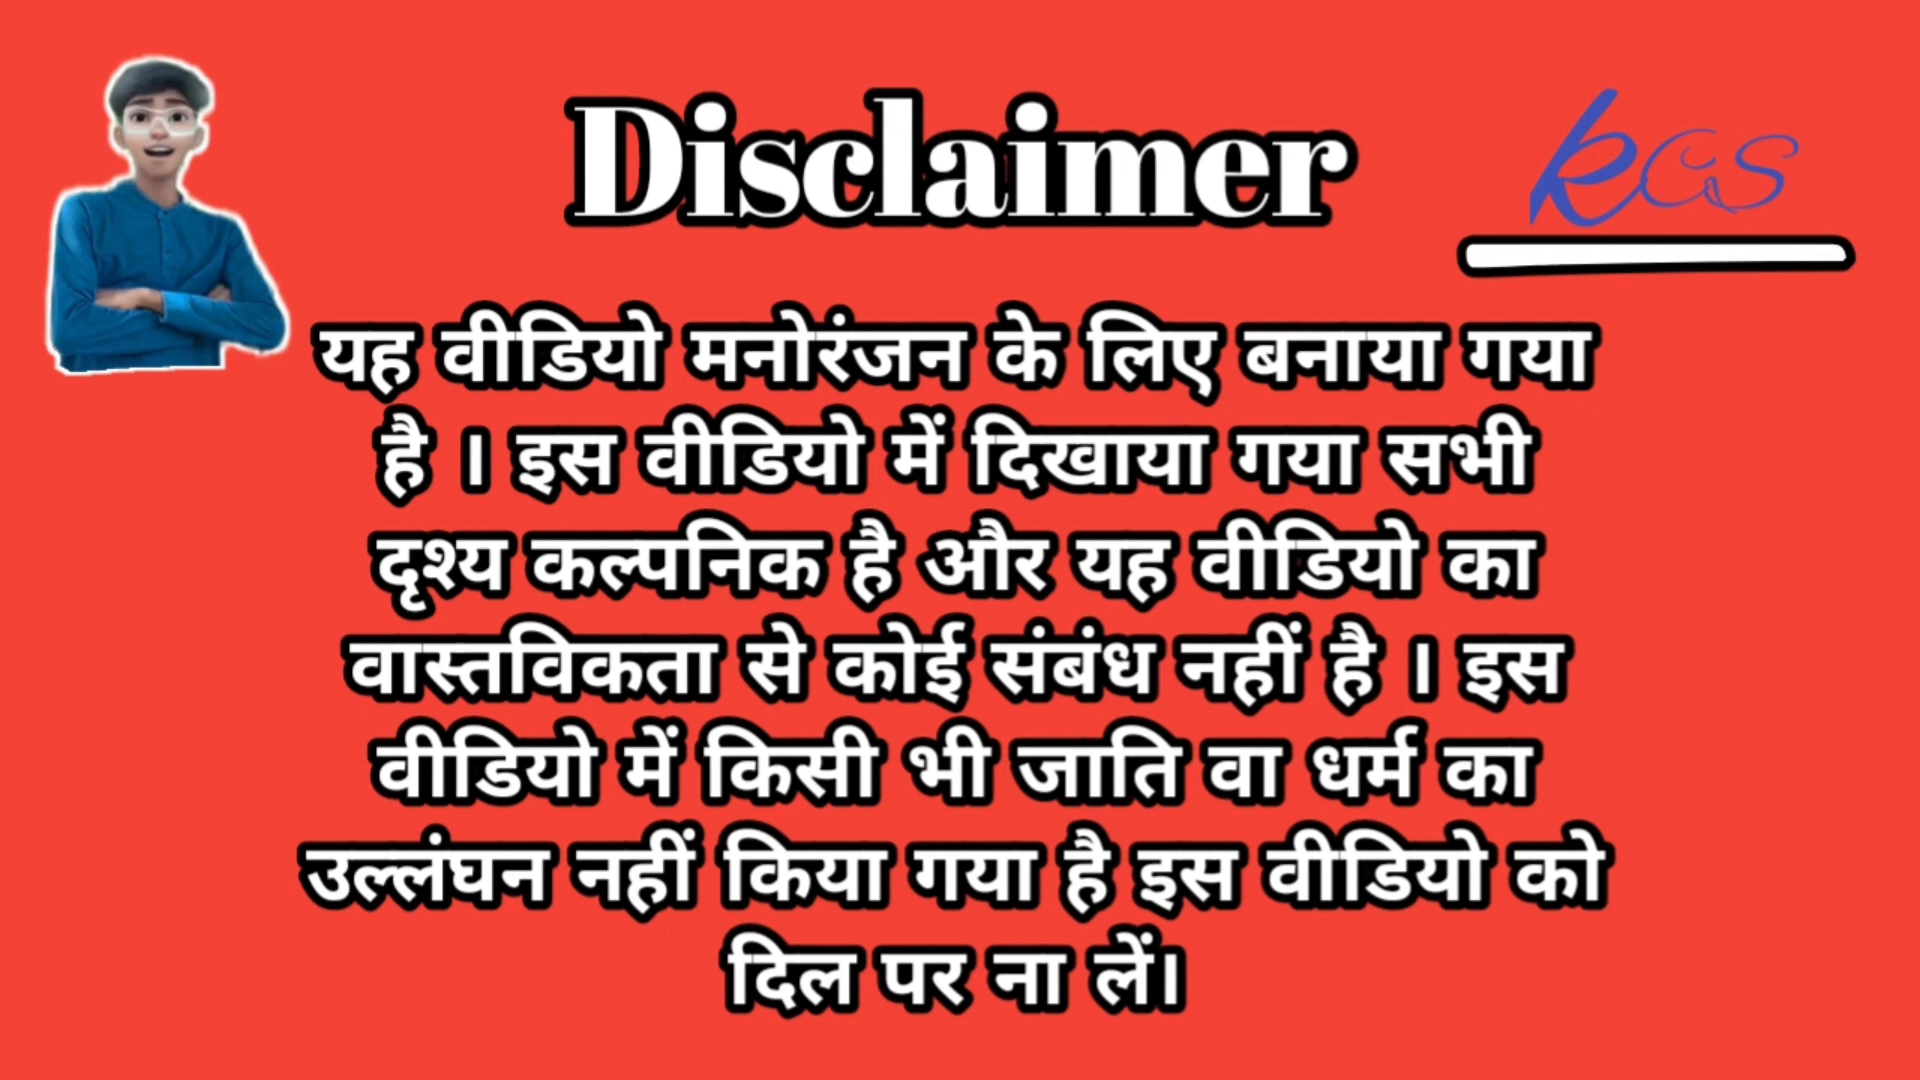 Disclaimer
kGs
यह वीडियो मनोरंजन के लिए बनाया गया
है । इस वीडियो में दिखाया गया सभी
दृश्य कल्पनिक है और यह वीडियो का
वास्तविकता से कोई संबंध नहीं है । इस
वीडियो में किसी भी जाति वा धर्म का
उल्लंघन नहीं किया गया है इस वीडियो को
दिल पर ना लें।